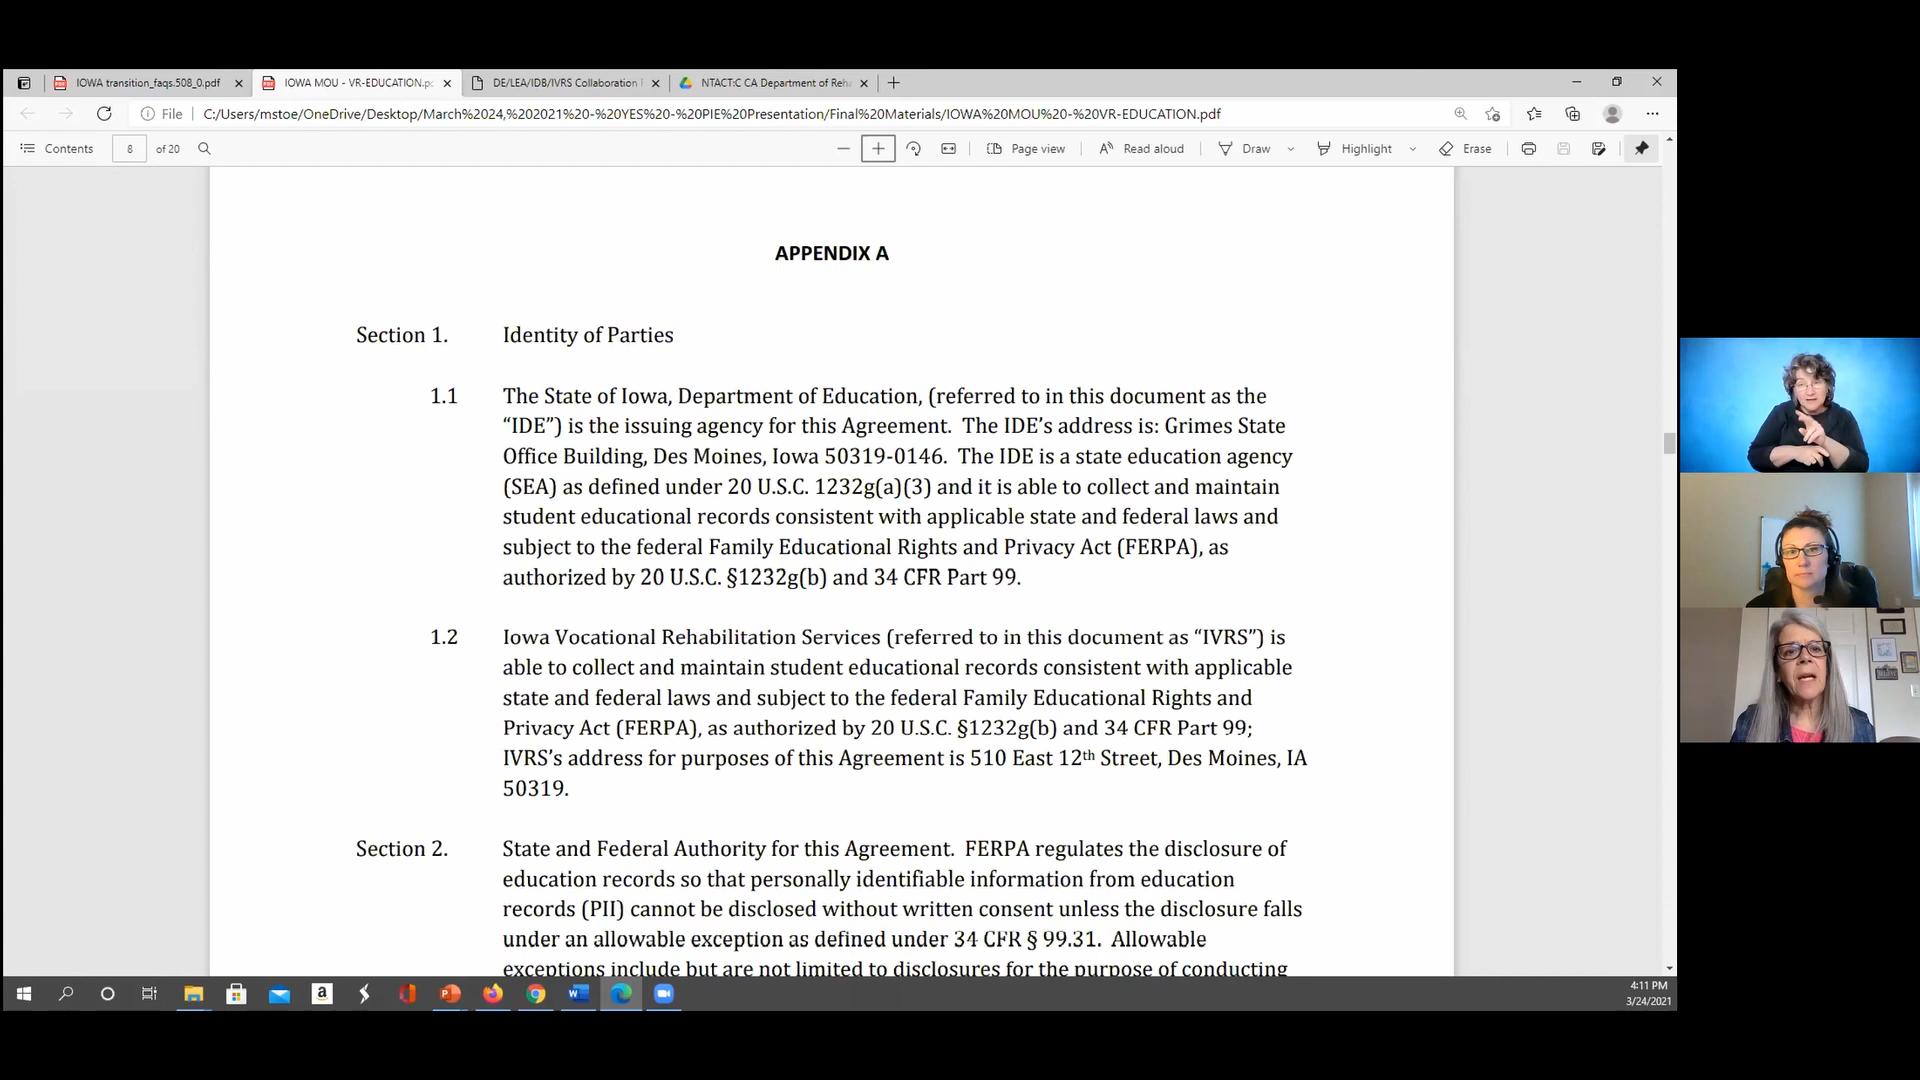 IOWA transition_faqs.508_0.pdf
IOWA MOU - VR-EDUCATION.p
DE/LEA/IDB/IVRS Collaboration
NTACT:C CA Department of Reh
File
C:/Users/mstoe/OneDrive/Desktop/March%2024,%202021%20-%20YES%20-%20PIE%20Presentation/Final%20Materials/IOWA%20MOU%20-%20VR-EDUCATION.pdf
Contents
8
of 20
Page view
Read aloud
Draw
Highlight
Erase
APPENDIX A
Section 1. Identity of Parties
1.1 The State of Iowa, Department of Education, (referred to in this document as the
“IDE”) is the issuing agency for this Agreement. The IDE’s address is: Grimes State
Office Building, Des Moines, Iowa 50319-0146. The IDE is a state education agency
(SEA) as defined under 20 U.S.C. 1232g(a)(3) and it is able to collect and maintain
student educational records consistent with applicable state and federal laws and
subject to the federal Family Educational Rights and Privacy Act (FERPA), as
authorized by 20 U.S.C. §1232g(b) and 34 CFR Part 99.
1.2 Iowa Vocational Rehabilitation Services (referred to in this document as “IVRS”) is
able to collect and maintain student educational records consistent with applicable
state and federal laws and subject to the federal Family Educational Rights and
Privacy Act (FERPA), as authorized by 20 U.S.C. §1232g(b) and 34 CFR Part 99;
IVRS’s address for purposes of this Agreement is 510 East 12th Street, Des Moines, IA
50319.
Section 2. State and Federal Authority for this Agreement. FERPA regulates the disclosure of
education records so that personally identifiable information from education
records (PII) cannot be disclosed without written consent unless the disclosure falls
under an allowable exception as defined under 34 CFR § 99.31. Allowable
exceptions include but are not limited to disclosures for the purpose of conducting
4:11 PM
3/24/2021